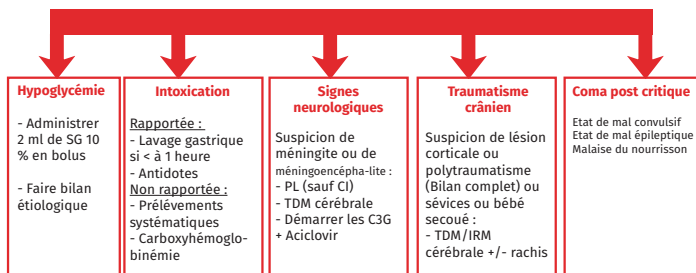 Hypoglycémie
- Administrer
2 ml de SG 10
% en bolus
- Faire bilan
étiologique
Intoxication
Rapportée :
- Lavage gastrique
si < à 1 heure
- Antidotes
Non rapportée :
- Prélévements
systématiques
- Carboxyhémoglo-
binémie
Signes
neurologiques
Suspicion de
méningite ou de
méningoencépha-lite :
- PL (sauf CI)
- TDM cérébrale
- Démarrer les C3G
+ Aciclovir
Traumatisme
crânien
Suspicion de lésion
corticale ou
polytraumatisme
(Bilan complet) ou
sévices ou bébé
secoué :
- TDM/IRM
cérébrale +/- rachis
Coma post critique
Etat de mal convulsif
Etat de mal épileptique
Malaise du nourrisson